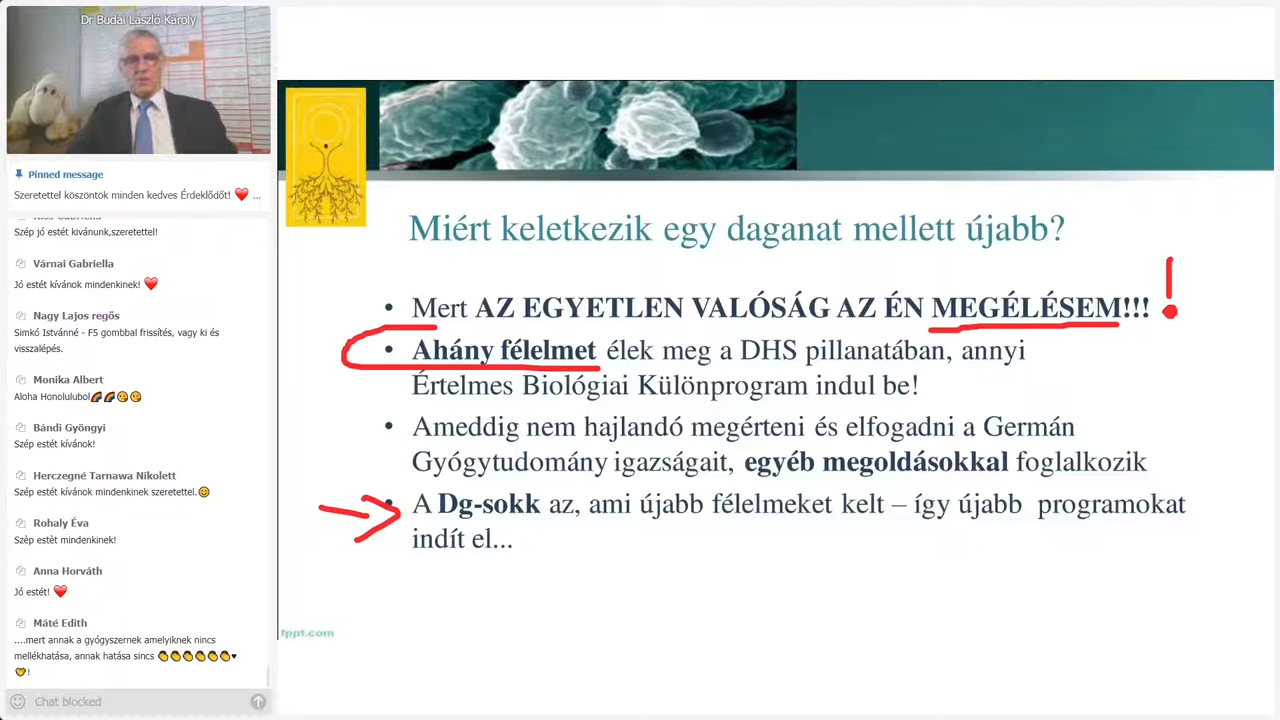 Dr Budai László Károly
Pinned message
Szeretettel köszöntök minden kedves Érdeklődőt! ❤️ ...
Szép jó estét kivánunk,szeretettel!
Várnai Gabriella
Jó estét kívánok mindenkinek! ❤️
Nagy Lajos regős
Simkó Istvánné - F5 gombbal frissítés, vagy ki és
visszalépés.
Monika Albert
Aloha Honolulubol🌈🌈😘😘
Bándi Gyöngyi
Szép estét kívánok!
Herczegné Tarnawa Nikolett
Szép estét kívánok mindenkinek szeretettel.😊
Rohaly Éva
Szèp estèt mindenkinek!
Anna Horváth
Jó estét! ❤️
Máté Edith
....mert annak a gyógyszernek amelyiknek nincs
mellékhatása, annak hatása sincs 👏👏👏👏👏👏♥
!
Chat blocked
Miért keletkezik egy daganat mellett újabb?
• Mert AZ EGYETLEN VALÓSÁG AZ ÉN MEGÉLÉSEM!!! !
• Ahány félelmet élek meg a DHS pillanatában, annyi
Értelmes Biológiai Különprogram indul be!
• Ameddig nem hajlandó megérteni és elfogadni a Germán
Gyógytudomány igazságait, egyéb megoldásokkal foglalkozik
• A Dg-sokk az, ami újabb félelmeket kelt – így újabb programokat
indít el...
fppt.com